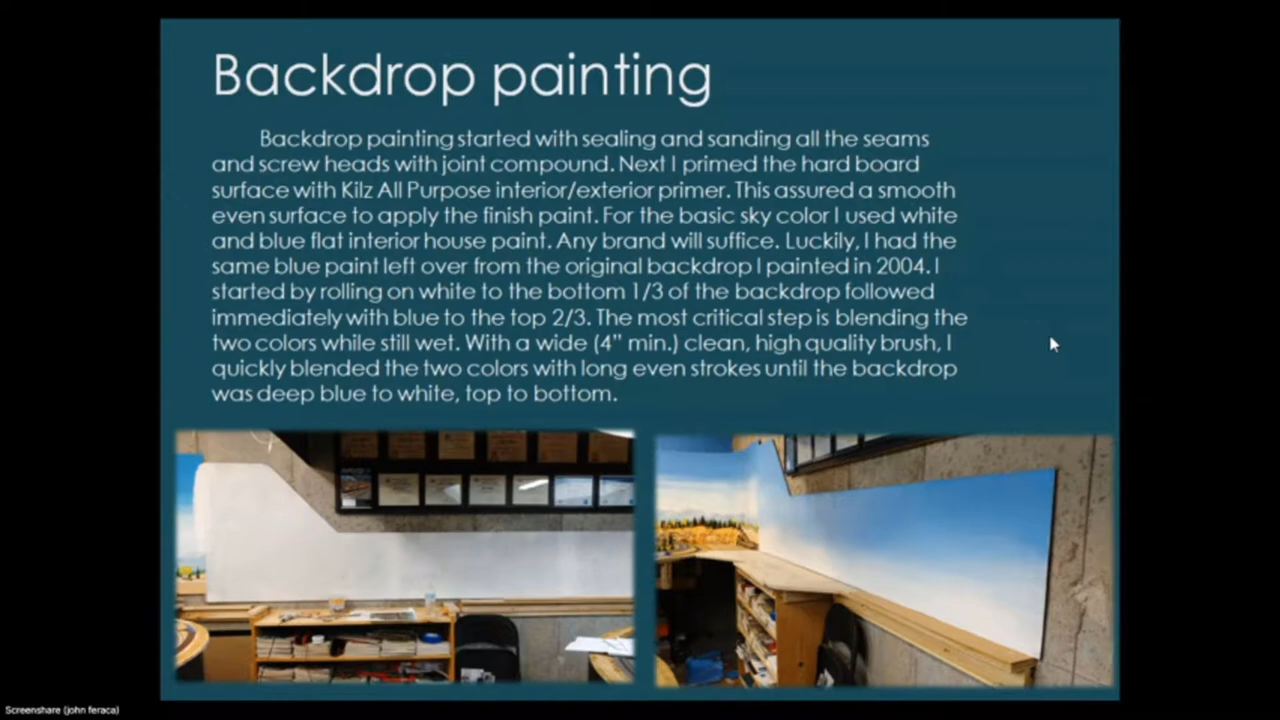 Backdrop painting
Backdrop painting started with sealing and sanding all the seams
and screw heads with joint compound. Next I primed the hard board
surface with Kilz All Purpose interior/exterior primer. This assured a smooth
even surface to apply the finish paint. For the basic sky color I used white
and blue flat interior house paint. Any brand will suffice. Luckily, I had the
same blue paint left over from the original backdrop I painted in 2004. I
started by rolling on white to the bottom 1/3 of the backdrop followed
immediately with blue to the top 2/3. The most critical step is blending the
two colors while still wet. With a wide (4” min.) clean, high quality brush, I
quickly blended the two colors with long even strokes until the backdrop
was deep blue to white, top to bottom.
Screenshare (john feraca)